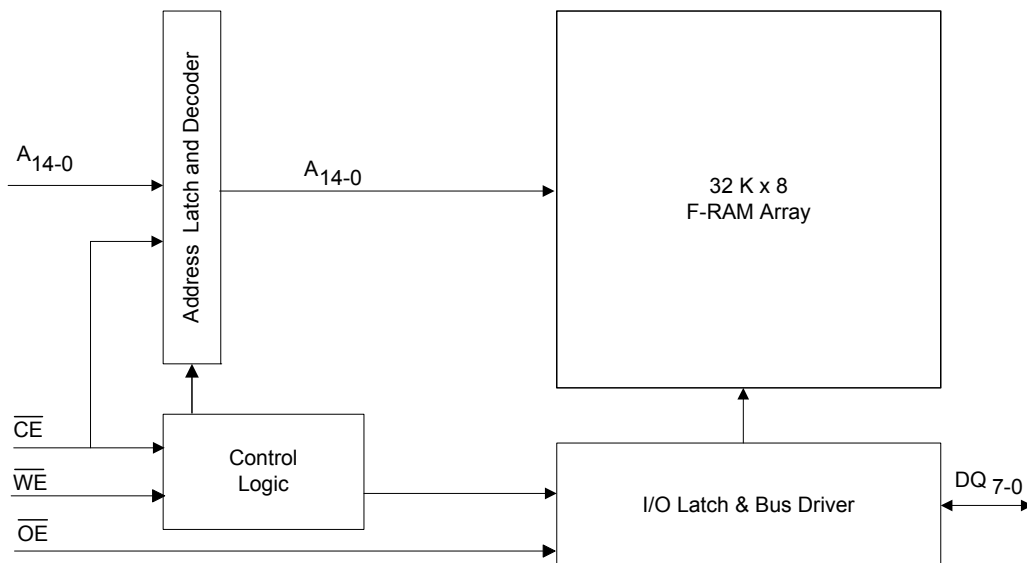 Address Latch and Decoder
A14-0
A14-0
32 K x 8
F-RAM Array
CE
WE
OE
Control
Logic
I/O Latch & Bus Driver
DQ 7-0